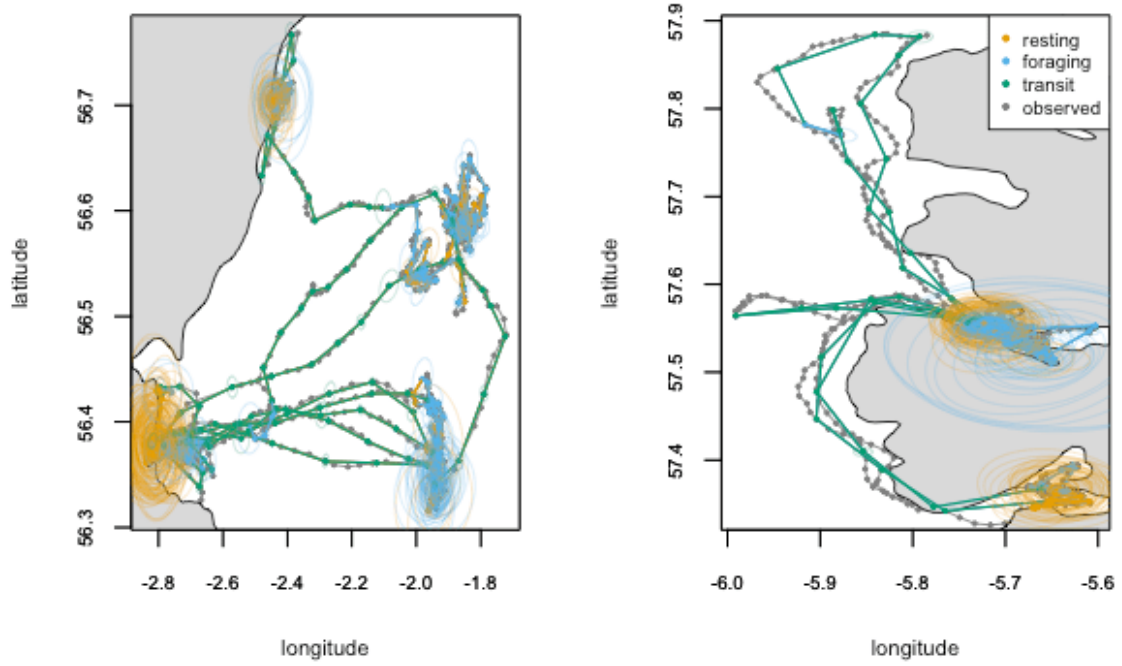 56.7
56.6
56.5
56.4
56.3
latitude
-2.8 -2.6 -2.4 -2.2 -2.0 -1.8
longitude
57.9
57.8
57.7
57.6
57.5
57.4
latitude
-6.0 -5.9 -5.8 -5.7 -5.6
longitude
resting
foraging
transit
observed